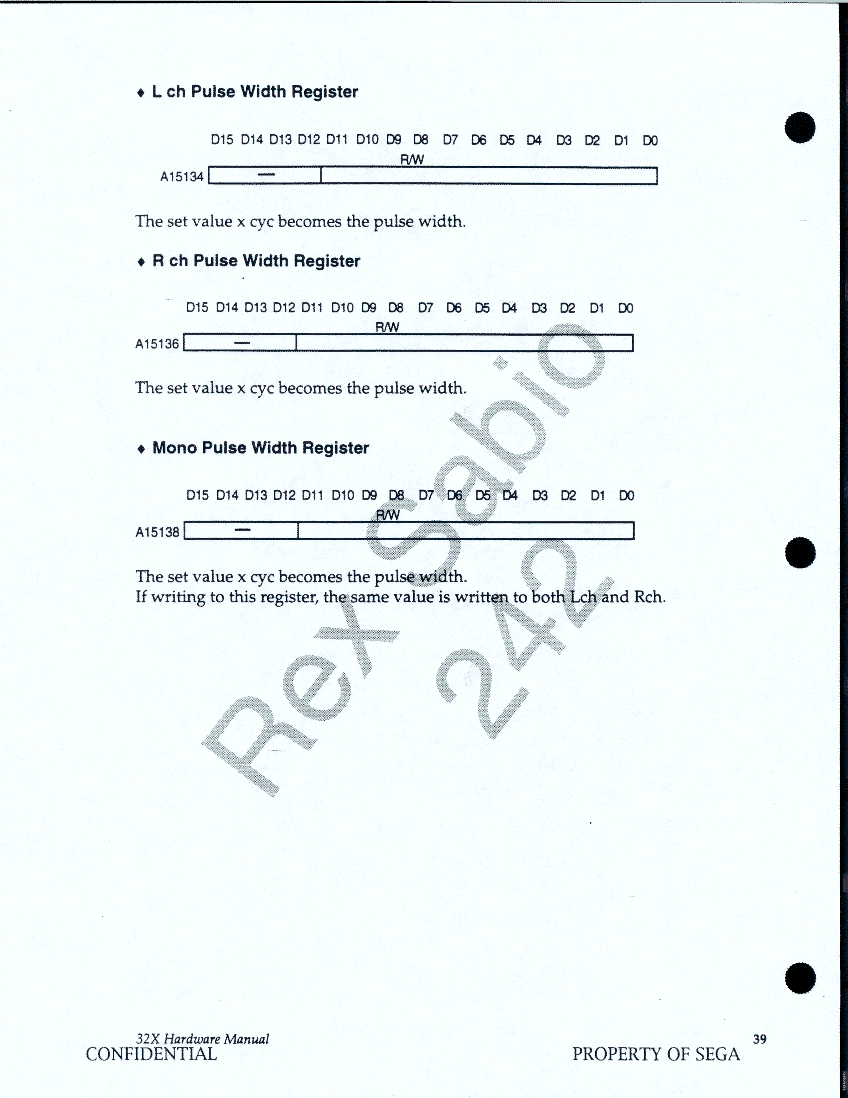 ♦ L ch Pulse Width Register
D15 D14 D13 D12 D11 D10 D9 D8 D7 D6 D5 D4 D3 D2 D1 D0
R/W
A15134 —
The set value x cyc becomes the pulse width.
♦ R ch Pulse Width Register
D15 D14 D13 D12 D11 D10 D9 D8 D7 D6 D5 D4 D3 D2 D1 D0
R/W
A15136 —
The set value x cyc becomes the pulse width.
♦ Mono Pulse Width Register
D15 D14 D13 D12 D11 D10 D9 D8 D7 D6 D5 D4 D3 D2 D1 D0
R/W
A15138 —
The set value x cyc becomes the pulse width.
If writing to this register, the same value is written to both Lch and Rch.
Rex Sabio
242
32X Hardware Manual 39
CONFIDENTIAL PROPERTY OF SEGA